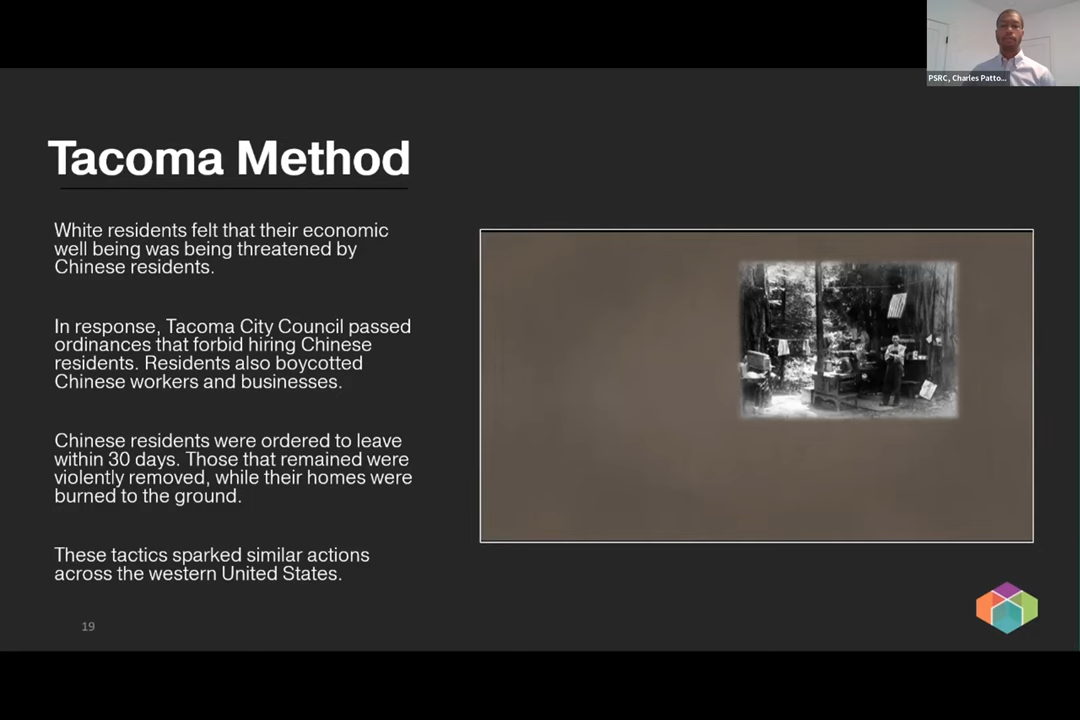 PSRC, Charles Patto...
Tacoma Method
White residents felt that their economic
well being was being threatened by
Chinese residents.
In response, Tacoma City Council passed
ordinances that forbid hiring Chinese
residents. Residents also boycotted
Chinese workers and businesses.
Chinese residents were ordered to leave
within 30 days. Those that remained were
violently removed, while their homes were
burned to the ground.
These tactics sparked similar actions
across the western United States.
19